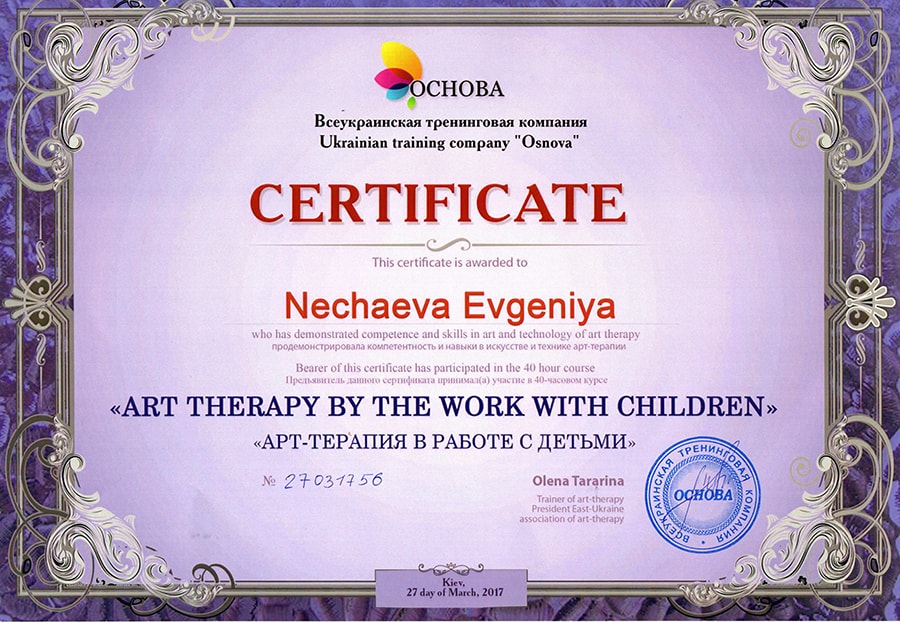 ОСНОВА
Всеукраинская тренинговая компания
Ukrainian training company "Osnova"
CERTIFICATE
This certificate is awarded to
Nechaeva Evgeniya
who has demonstrated competence and skills in art and technology of art therapy
продемонстрировала компетентность и навыки в искусстве и технике арт-терапии
Bearer of this certificate has participated in the 40 hour course
Предъявитель данного сертификата принимал(а) участие в 40-часовом курсе
«ART THERAPY BY THE WORK WITH CHILDREN»
«АРТ-ТЕРАПИЯ В РАБОТЕ С ДЕТЬМИ»
№ 27031756
Olena Tararina
Trainer of art-therapy
President East-Ukraine
association of art-therapy
ВСЕУКРАИНСКАЯ ТРЕНИНГОВАЯ КОМПАНИЯ
ОСНОВА
Kiev,
27 day of March, 2017